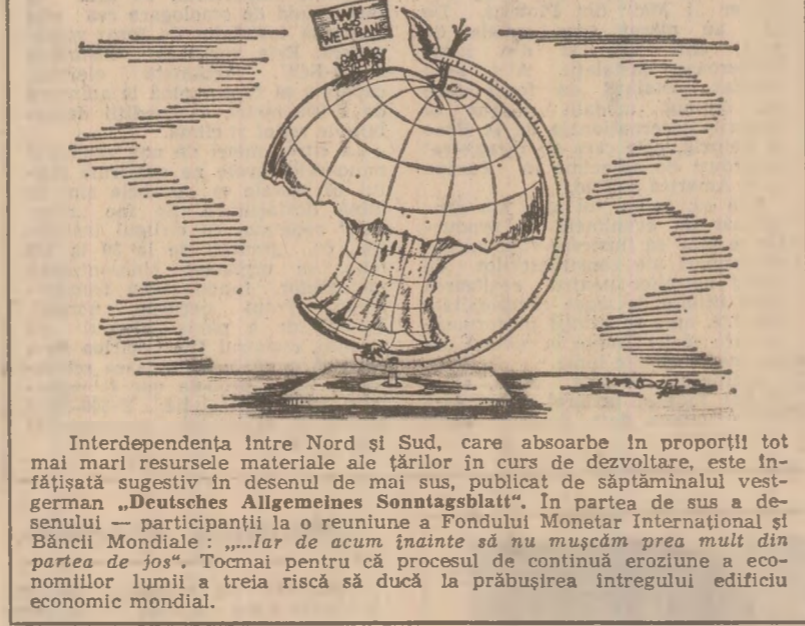 IWF
UND
WELTBANK
Interdependența între Nord și Sud, care absoarbe în proporții tot
mai mari resursele materiale ale țărilor în curs de dezvoltare, este în-
fățișată sugestiv în desenul de mai sus, publicat de săptămînalul vest-
german „Deutsches Allgemeines Sonntagsblatt“. În partea de sus a de-
senului — participanții la o reuniune a Fondului Monetar Internațional și
Băncii Mondiale : „...Iar de acum înainte să nu mușcăm prea mult din
partea de jos“. Tocmai pentru că procesul de continuă eroziune a eco-
nomiilor lumii a treia riscă să ducă la prăbușirea întregului edificiu
economic mondial.